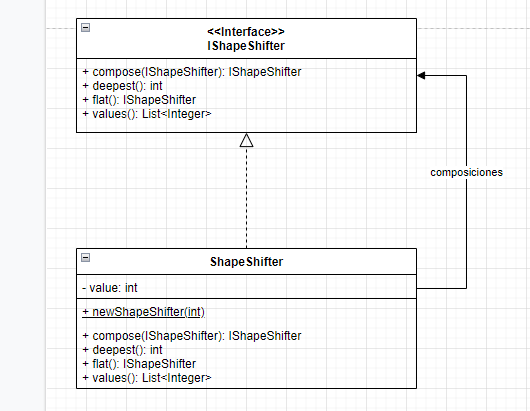 <<Interface>>
IShapeShifter
+ compose(IShapeShifter): IShapeShifter
+ deepest(): int
+ flat(): IShapeShifter
+ values(): List<Integer>
composiciones
ShapeShifter
- value: int
+ newShapeShifter(int)
+ compose(IShapeShifter): IShapeShifter
+ deepest(): int
+ flat(): IShapeShifter
+ values(): List<Integer>